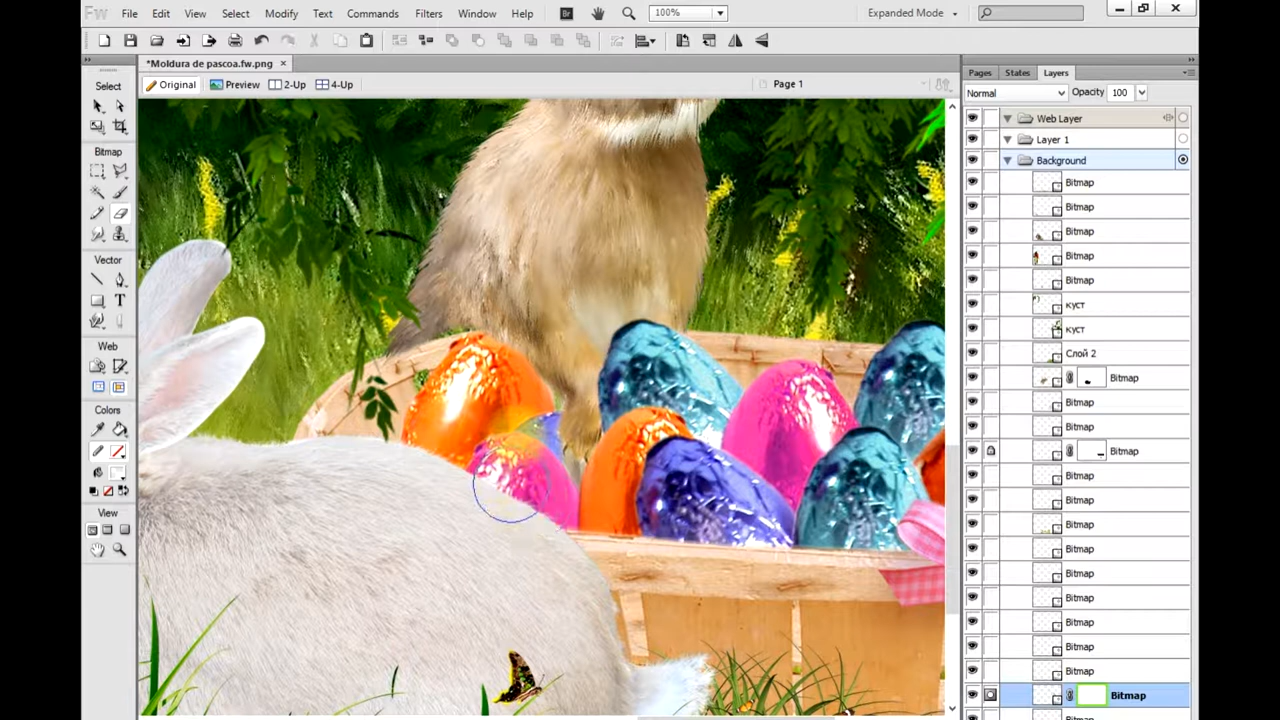 Fw File Edit View Select Modify Text Commands Filters Window Help Br 100% Expanded Mode
*Moldura de pascoa.fw.png
Original Preview 2-Up 4-Up Page 1
Select
Bitmap
Vector
T
Web
Colors
View
Pages States Layers
Normal Opacity 100
Web Layer
Layer 1
Background
Bitmap
Bitmap
Bitmap
Bitmap
Bitmap
куст
куст
Слой 2
Bitmap
Bitmap
Bitmap
Bitmap
Bitmap
Bitmap
Bitmap
Bitmap
Bitmap
Bitmap
Bitmap
Bitmap
Bitmap
Bitmap